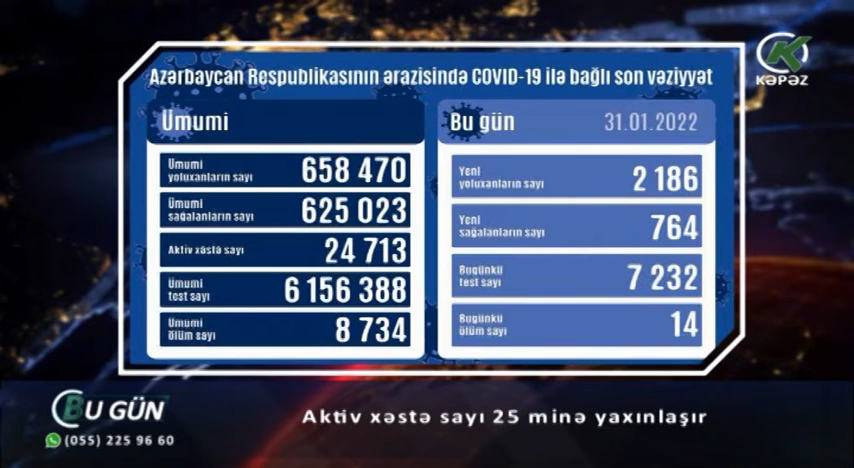 Azərbaycan Respublikasının ərazisində COVID-19 ilə bağlı son vəziyyət
KƏPƏZ
Ümumi
Ümumi
yoluxanların sayı
658 470
Ümumi
sağalanların sayı
625 023
Aktiv xəstə sayı
24 713
Ümumi
test sayı
6 156 388
Ümumi
ölüm sayı
8 734
Bu gün
31.01.2022
Yeni
yoluxanların sayı
2 186
Yeni
sağalanların sayı
764
Bugünkü
test sayı
7 232
Bugünkü
ölüm sayı
14
BU GÜN
(055) 225 96 60
Aktiv xəstə sayı 25 minə yaxınlaşır